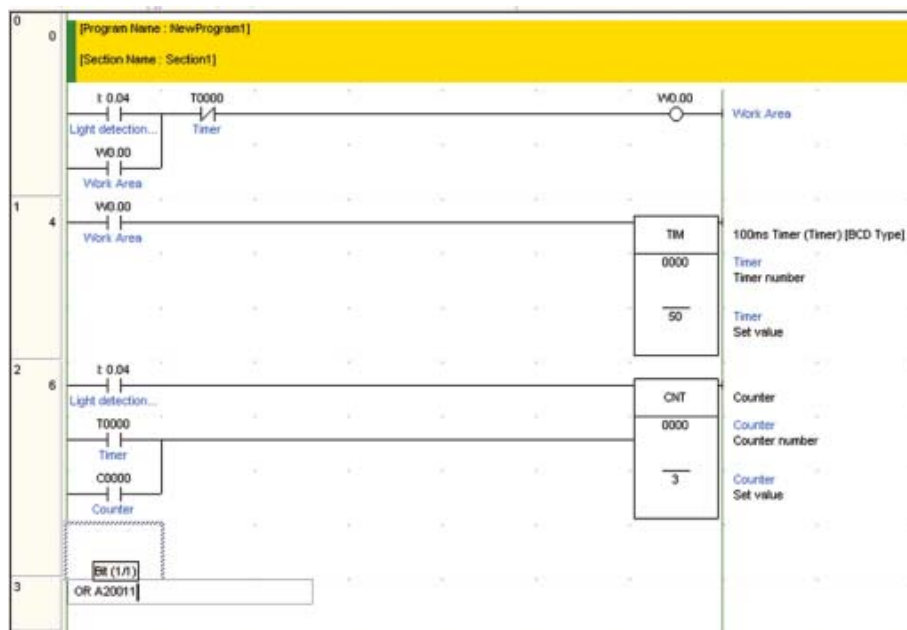 0
0
[Program Name : NewProgram1]
[Section Name : Section1]
I: 0.04
T0000
W0.00
Work Area
Light detection...
Timer
W0.00
Work Area
1
4
W0.00
Work Area
TIM
100ms Timer (Timer) [BCD Type]
0000
Timer
Timer number
50
Timer
Set value
2
6
I: 0.04
Light detection...
CNT
Counter
T0000
0000
Counter
Counter number
Timer
C0000
3
Counter
Set value
Counter
Bit (1/1)
3
OR A20011